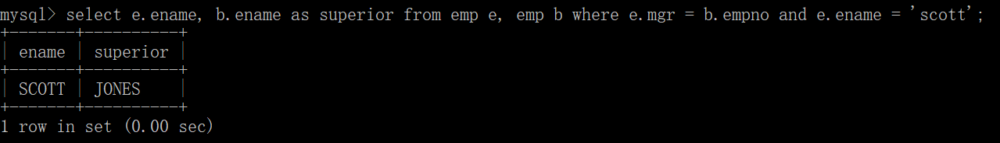 mysql> select e.ename, b.ename as superior from emp e, emp b where e.mgr = b.empno and e.ename = 'scott';
+-------+----------+
| ename | superior |
+-------+----------+
| SCOTT | JONES    |
+-------+----------+
1 row in set (0.00 sec)